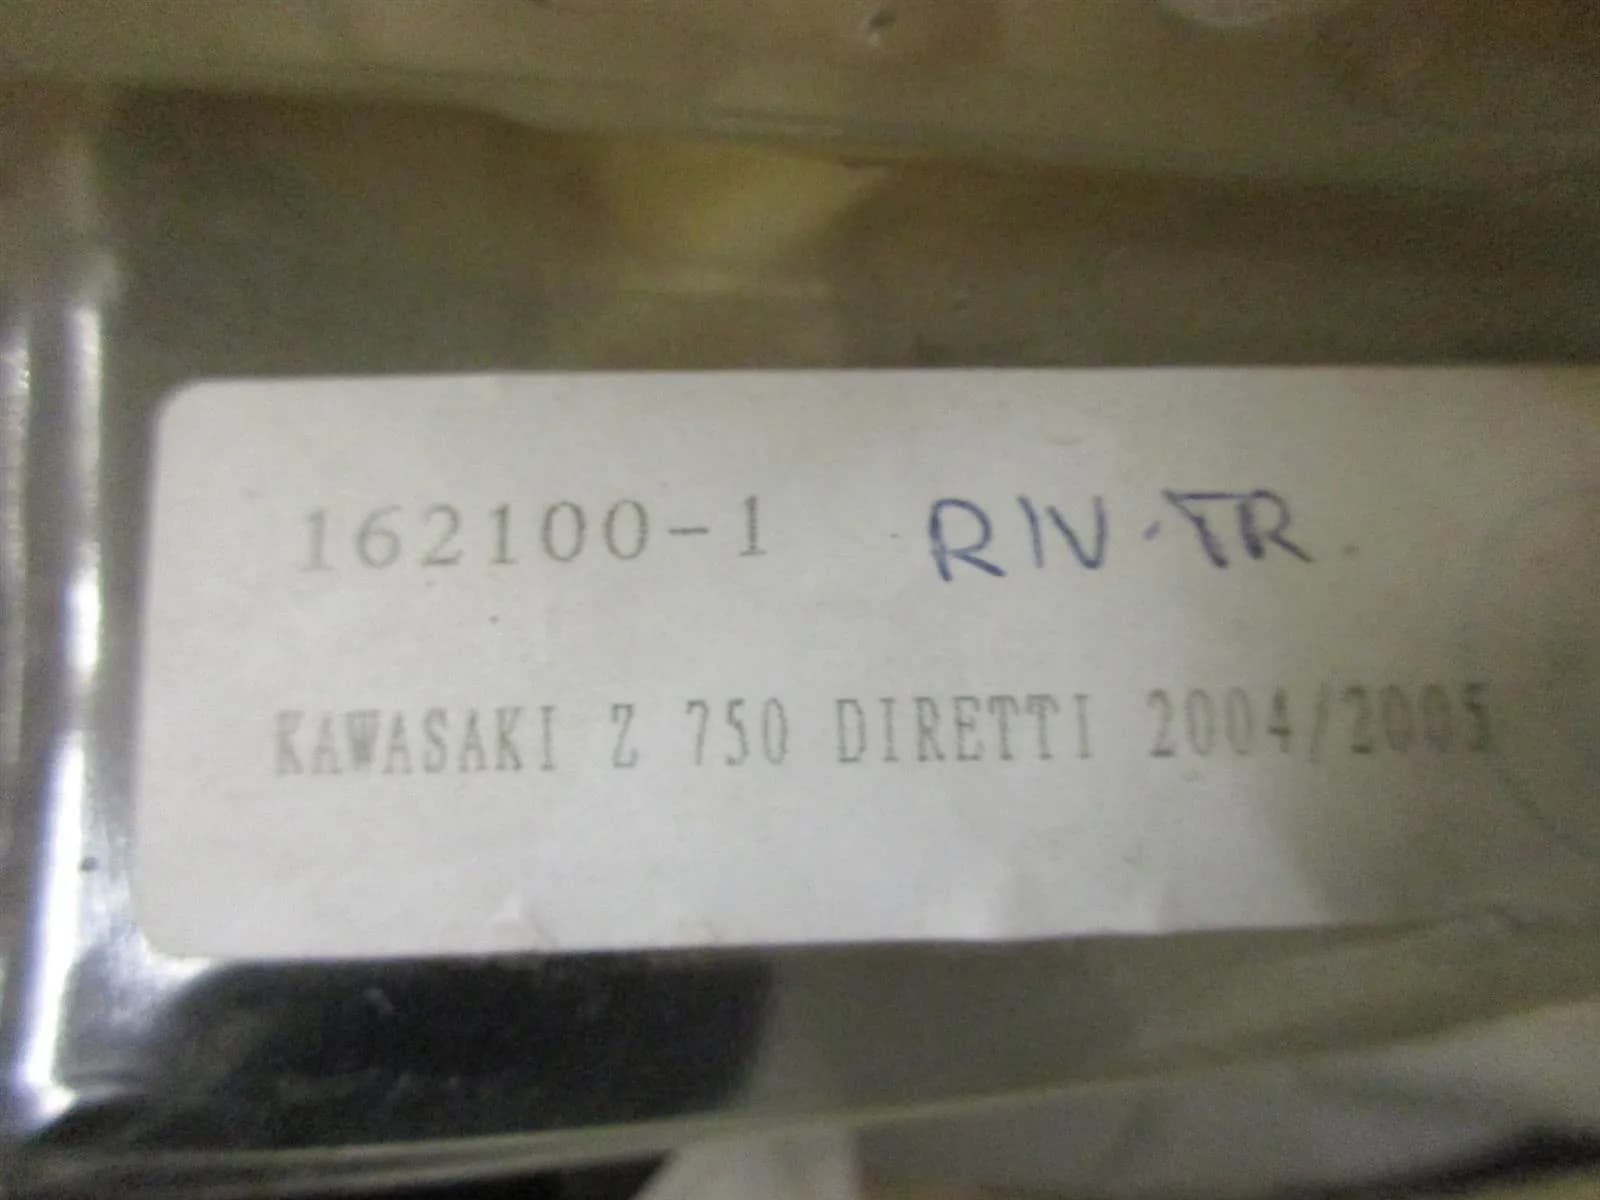 162100-1 RIV.TR.
KAWASAKI Z 750 DIRETTI 2004/2005